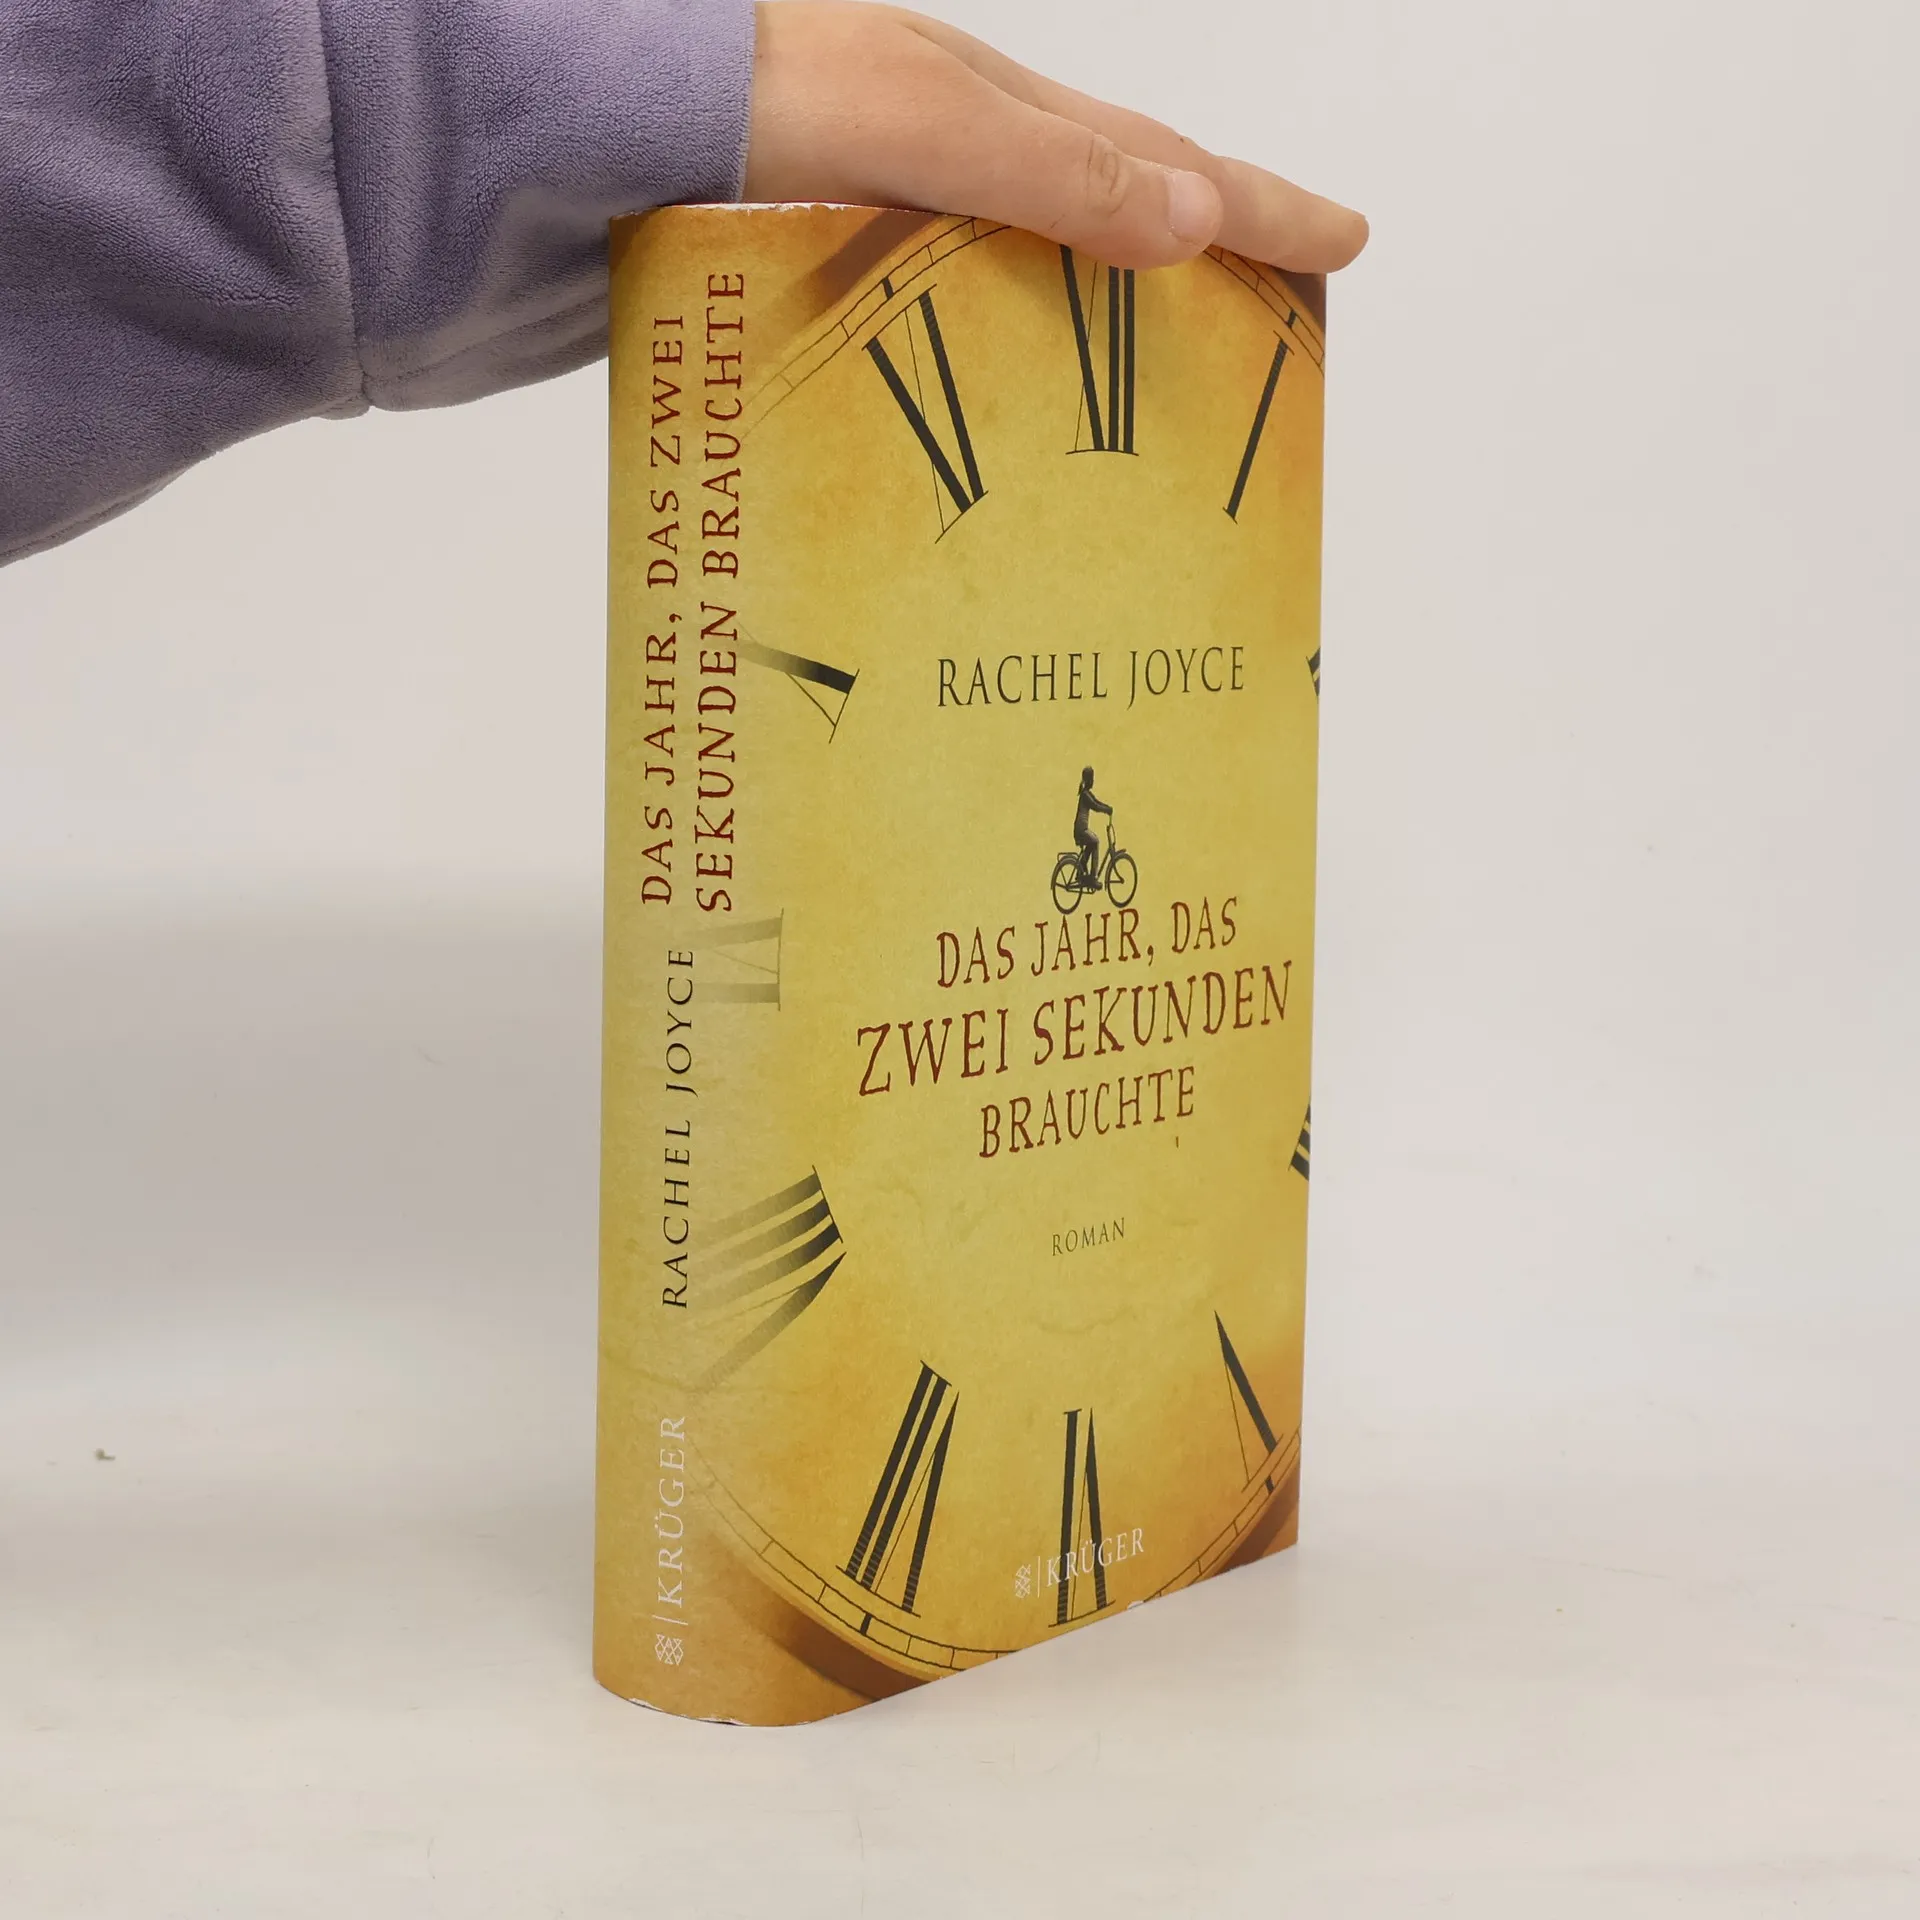 DAS JAHR, DAS ZWEI
SEKUNDEN BRAUCHTE
RACHEL JOYCE
KRÜGER
RACHEL JOYCE
DAS JAHR, DAS
ZWEI SEKUNDEN
BRAUCHTE
ROMAN
KRÜGER